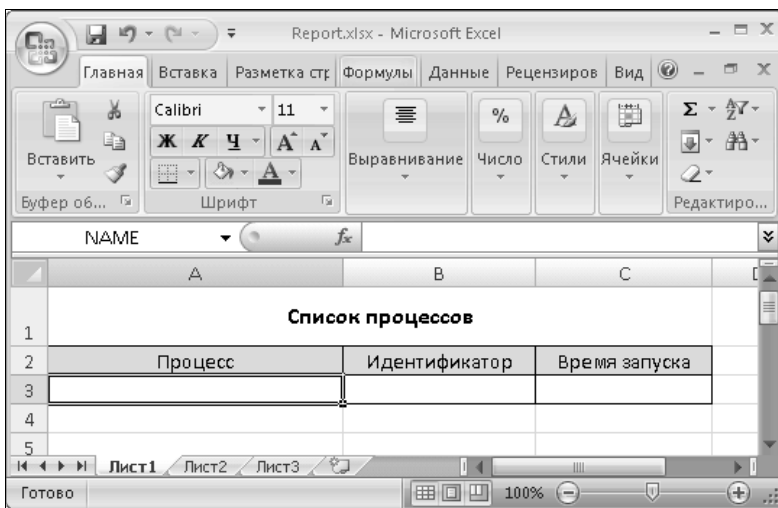 Report.xlsx - Microsoft Excel
Главная Вставка Разметка стр Формулы Данные Рецензиров Вид
Calibri 11
Вставить
Ж К Ч А А
Выравнивание Число Стили Ячейки
%
Σ
Буфер об... Шрифт Редактиро...
NAME fx
A B C
1 Список процессов
2 Процесс Идентификатор Время запуска
3
4
5
Лист1 Лист2 Лист3
Готово 100%